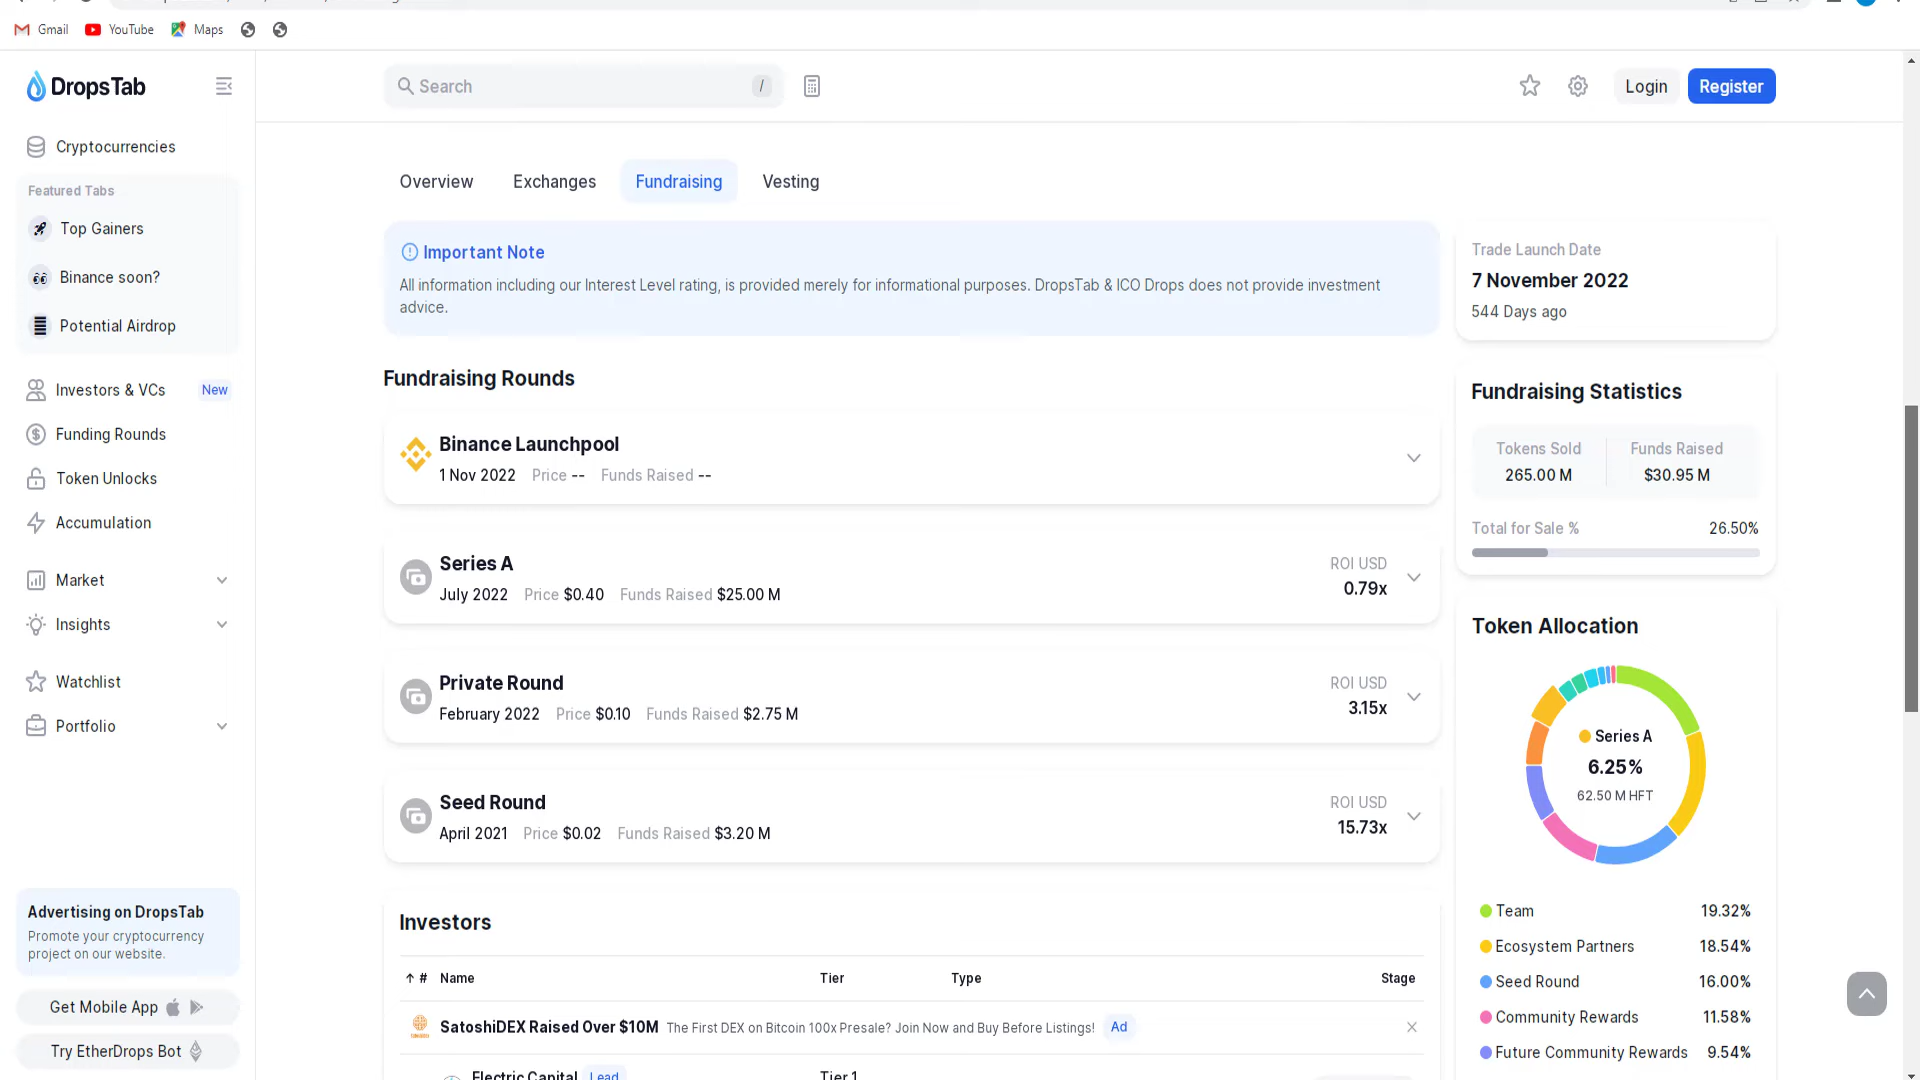 Gmail YouTube Maps
DropsTab
Search /
Login Register
Cryptocurrencies
Featured Tabs
Top Gainers
Binance soon?
Potential Airdrop
Investors & VCs New
Funding Rounds
Token Unlocks
Accumulation
Market
Insights
Watchlist
Portfolio
Advertising on DropsTab
Promote your cryptocurrency
project on our website.
Get Mobile App
Try EtherDrops Bot
Overview Exchanges Fundraising Vesting
Important Note
All information including our Interest Level rating, is provided merely for informational purposes. DropsTab & ICO Drops does not provide investment
advice.
Fundraising Rounds
Binance Launchpool
1 Nov 2022 Price -- Funds Raised --
Series A
July 2022 Price $0.40 Funds Raised $25.00 M
ROI USD
0.79x
Private Round
February 2022 Price $0.10 Funds Raised $2.75 M
ROI USD
3.15x
Seed Round
April 2021 Price $0.02 Funds Raised $3.20 M
ROI USD
15.73x
Investors
# Name Tier Type Stage
SatoshiDEX Raised Over $10M The First DEX on Bitcoin 100x Presale? Join Now and Buy Before Listings! Ad
Electric Capital Lead Tier 1
Trade Launch Date
7 November 2022
544 Days ago
Fundraising Statistics
Tokens Sold Funds Raised
265.00 M $30.95 M
Total for Sale % 26.50%
Token Allocation
Series A
6.25%
62.50 M HFT
Team 19.32%
Ecosystem Partners 18.54%
Seed Round 16.00%
Community Rewards 11.58%
Future Community Rewards 9.54%